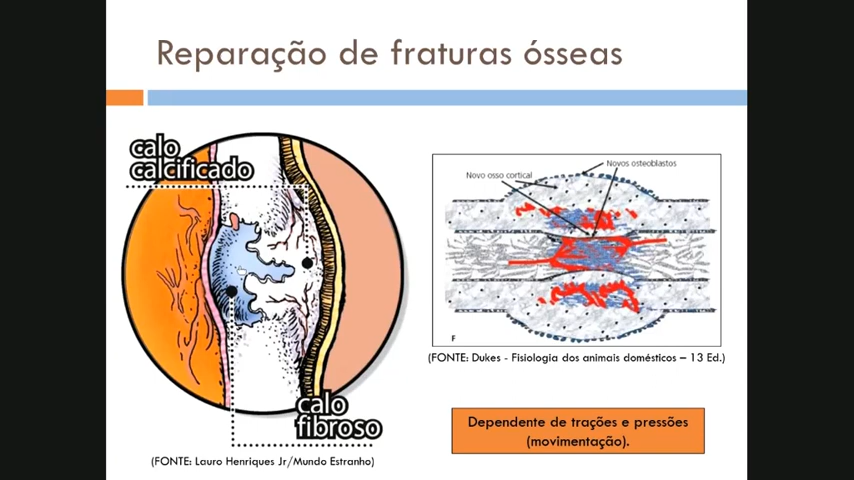 Reparação de fraturas ósseas
calo
calcificado
calo
fibroso
(FONTE: Lauro Henriques Jr/Mundo Estranho)
Novos osteoblastos
Novo osso cortical
F
(FONTE: Dukes - Fisiologia dos animais domésticos – 13 Ed.)
Dependente de trações e pressões
(movimentação).